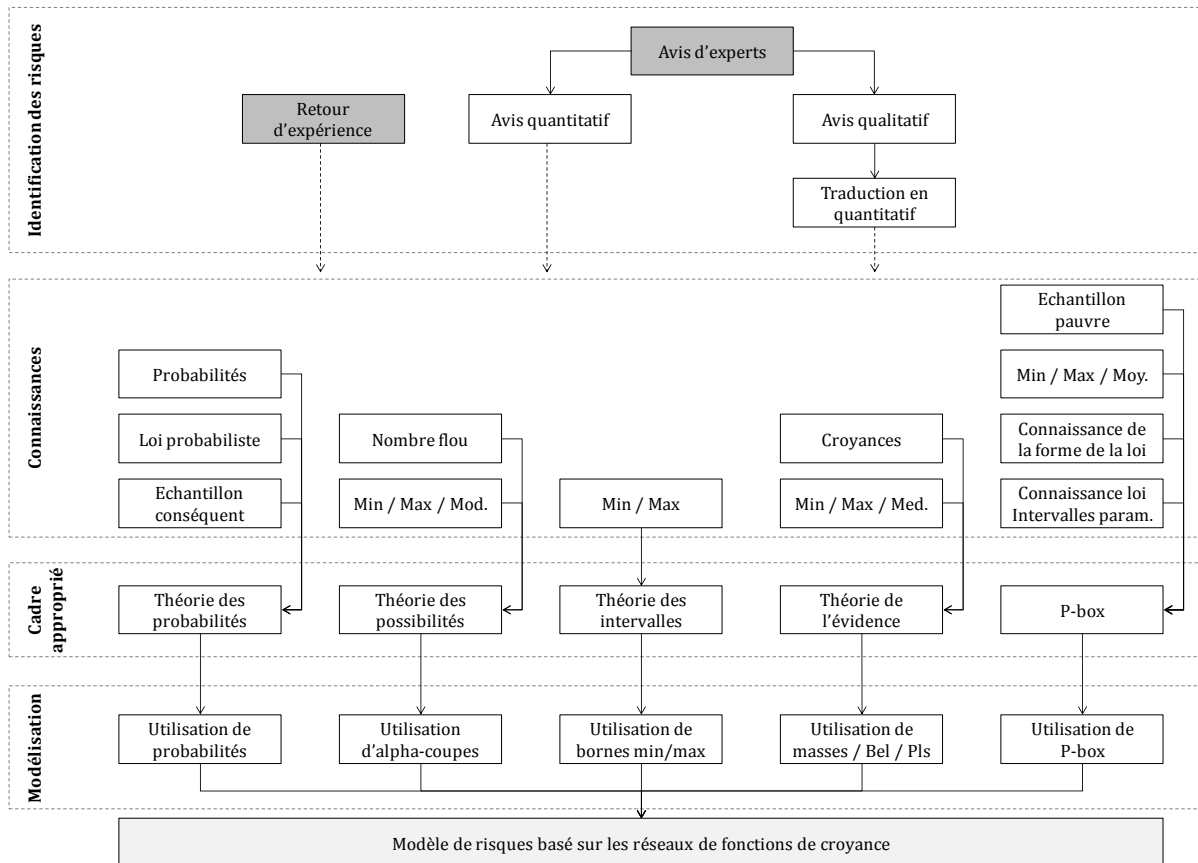 Identification des risques
Avis d'experts
Retour
d'expérience
Avis quantitatif
Avis qualitatif
Traduction en
quantitatif
Connaissances
Echantillon
pauvre
Probabilités
Min / Max / Moy.
Loi probabiliste
Nombre flou
Croyances
Connaissance de
la forme de la loi
Echantillon
conséquent
Min / Max / Mod.
Min / Max
Min / Max / Med.
Connaissance loi
Intervalles param.
Cadre
approprié
Théorie des
probabilités
Théorie des
possibilités
Théorie des
intervalles
Théorie de
l'évidence
P-box
Modélisation
Utilisation de
probabilités
Utilisation
d'alpha-coupes
Utilisation de
bornes min/max
Utilisation de
masses / Bel / Pls
Utilisation de
P-box
Modèle de risques basé sur les réseaux de fonctions de croyance